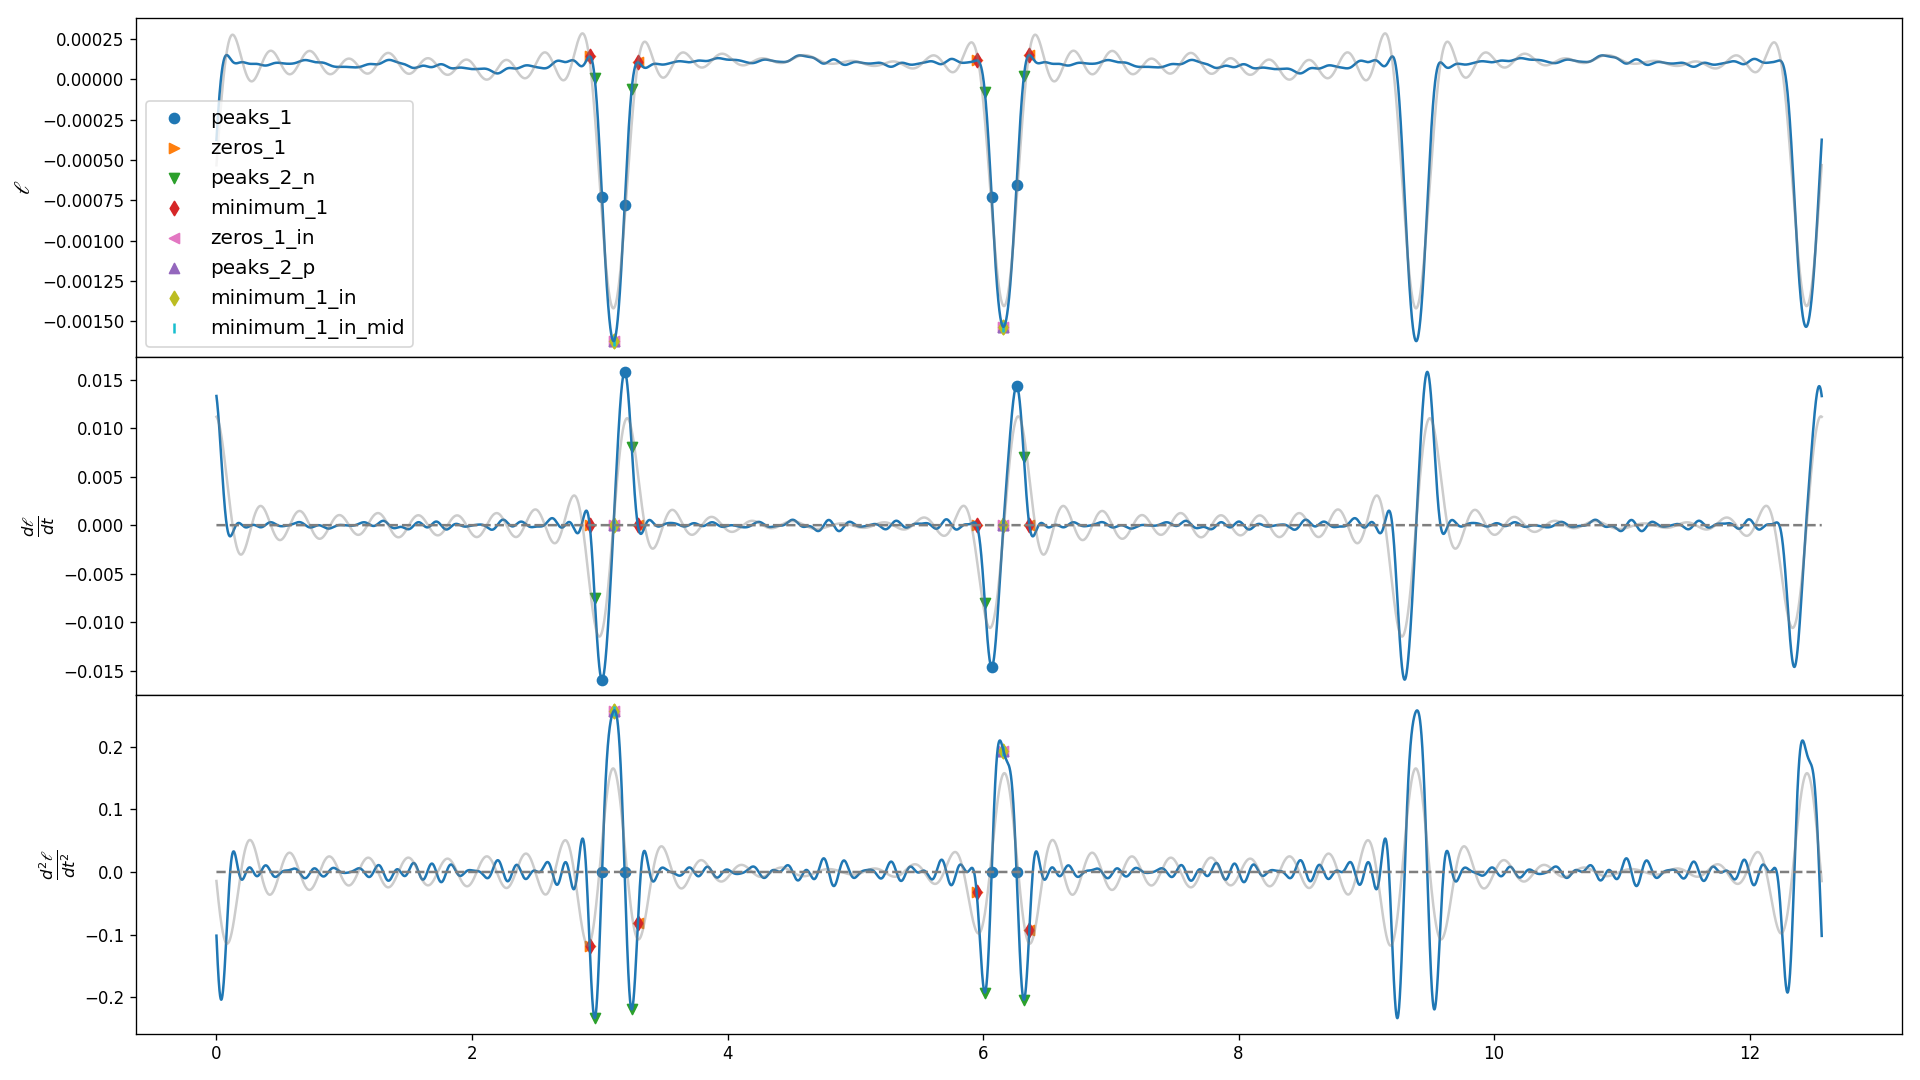 0.00025
0.00000
−0.00025
−0.00050
−0.00075
−0.00100
−0.00125
−0.00150
ℓ
peaks_1
zeros_1
peaks_2_n
minimum_1
zeros_1_in
peaks_2_p
minimum_1_in
minimum_1_in_mid
0.015
0.010
0.005
0.000
−0.005
−0.010
−0.015
dℓ
dt
0.2
0.1
0.0
−0.1
−0.2
d²ℓ
dt²
0 2 4 6 8 10 12